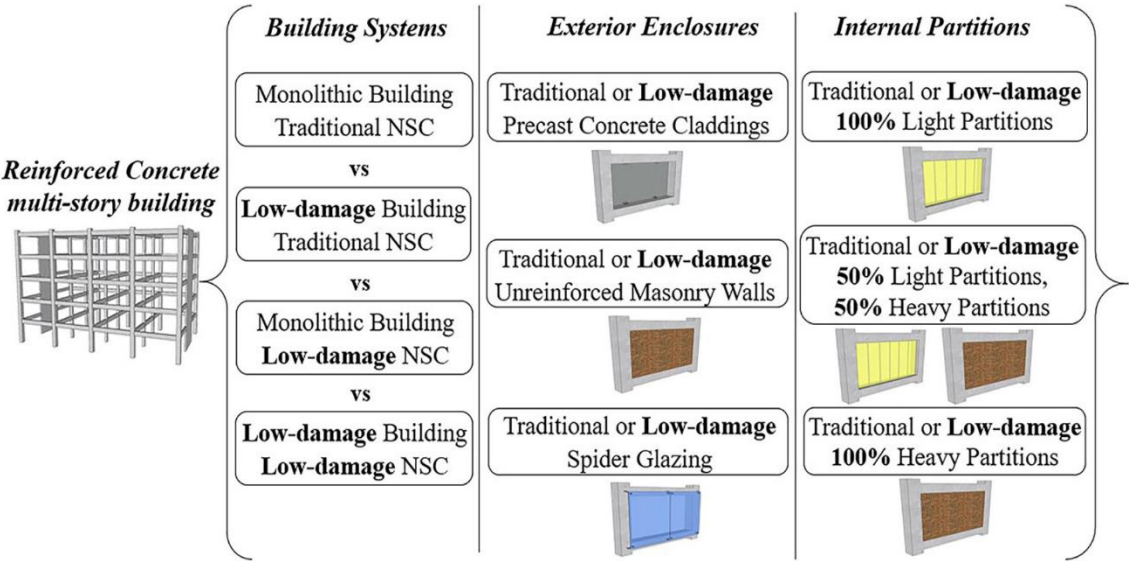 Reinforced Concrete
multi-story building
Building Systems
Monolithic Building
Traditional NSC
vs
Low-damage Building
Traditional NSC
vs
Monolithic Building
Low-damage NSC
vs
Low-damage Building
Low-damage NSC
Exterior Enclosures
Traditional or Low-damage
Precast Concrete Claddings
Traditional or Low-damage
Unreinforced Masonry Walls
Traditional or Low-damage
Spider Glazing
Internal Partitions
Traditional or Low-damage
100% Light Partitions
Traditional or Low-damage
50% Light Partitions,
50% Heavy Partitions
Traditional or Low-damage
100% Heavy Partitions